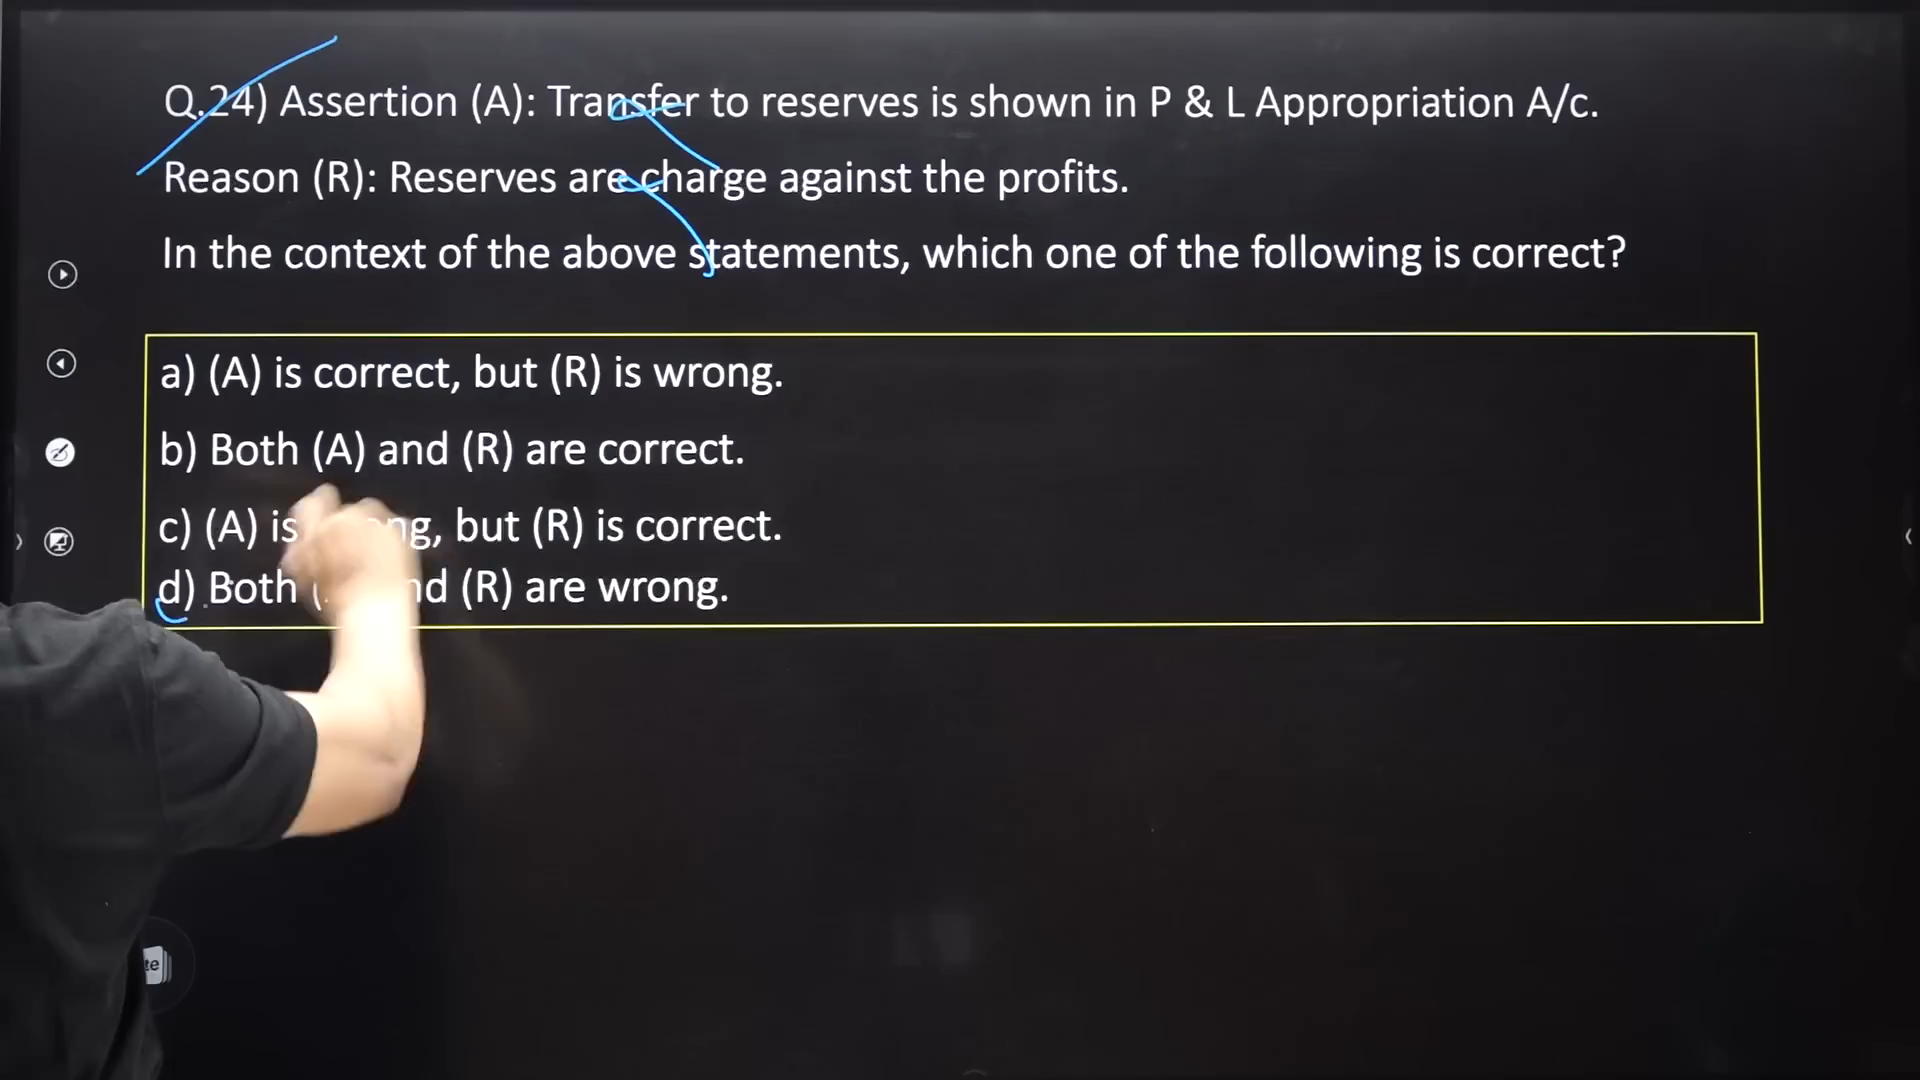 Q.24) Assertion (A): Transfer to reserves is shown in P & L Appropriation A/c.
Reason (R): Reserves are charge against the profits.
In the context of the above statements, which one of the following is correct?
a) (A) is correct, but (R) is wrong.
b) Both (A) and (R) are correct.
c) (A) is but (R) is correct.
d) Both and (R) are wrong.
te